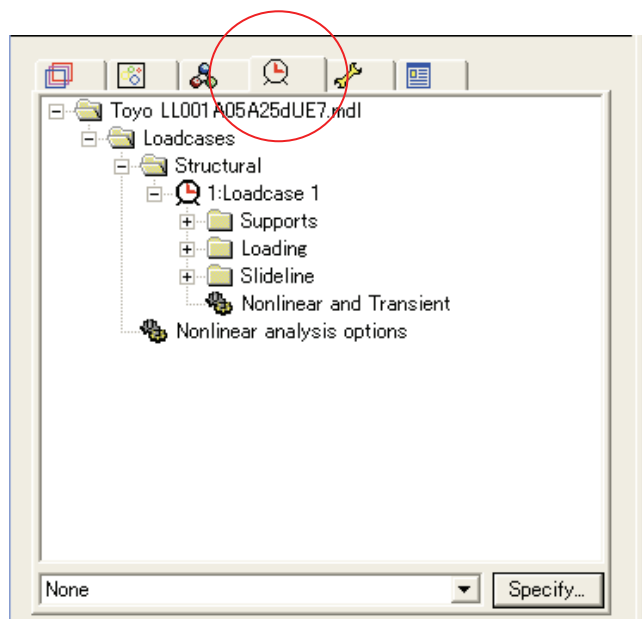 Toyo LL001A05A25dUE7.mdl
Loadcases
Structural
1:Loadcase 1
Supports
Loading
Slideline
Nonlinear and Transient
Nonlinear analysis options
None
Specify...